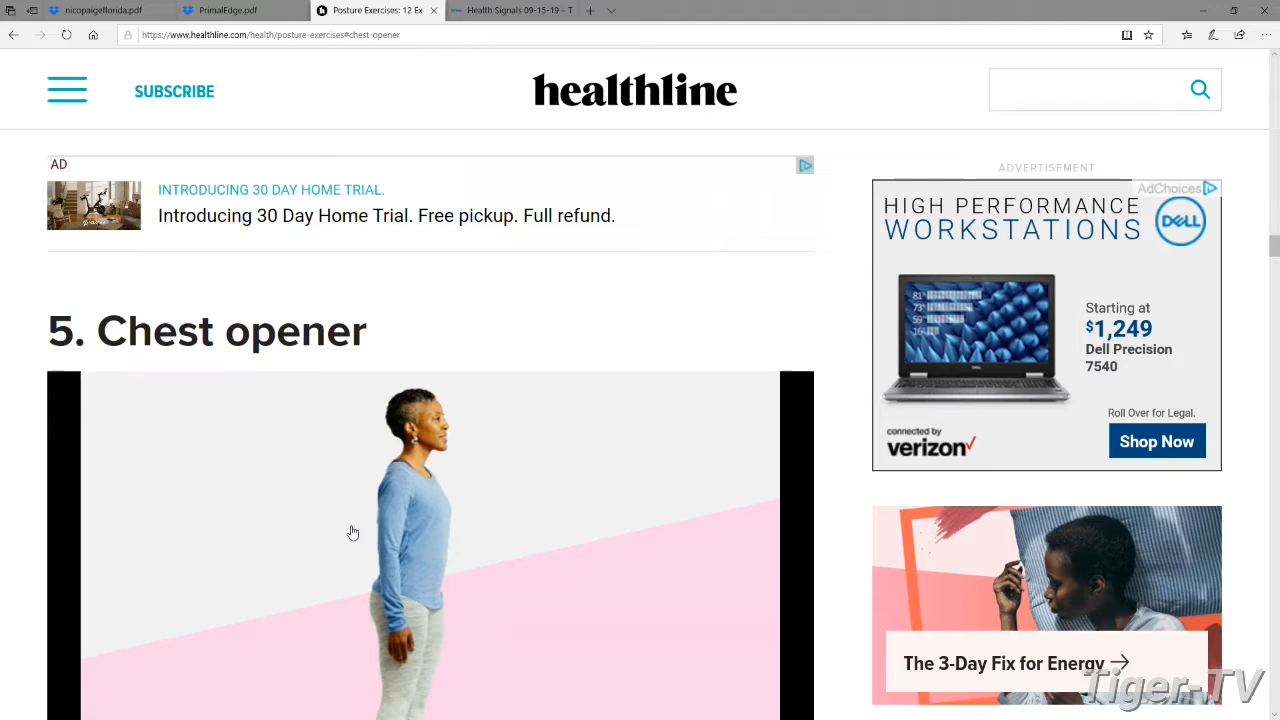 nicopaigeflorida.pdf
PrimalEdge.pdf
Posture Exercises: 12 Ex
Health Signals 09-15-19 – T
https://www.healthline.com/health/posture-exercises#chest-opener
SUBSCRIBE
healthline
AD
INTRODUCING 30 DAY HOME TRIAL.
Introducing 30 Day Home Trial. Free pickup. Full refund.
5. Chest opener
ADVERTISEMENT
AdChoices
HIGH PERFORMANCE
WORKSTATIONS
DELL
Starting at
$1,249
Dell Precision
7540
Roll Over for Legal.
connected by
verizon
Shop Now
The 3-Day Fix for Energy
Tiger-TV